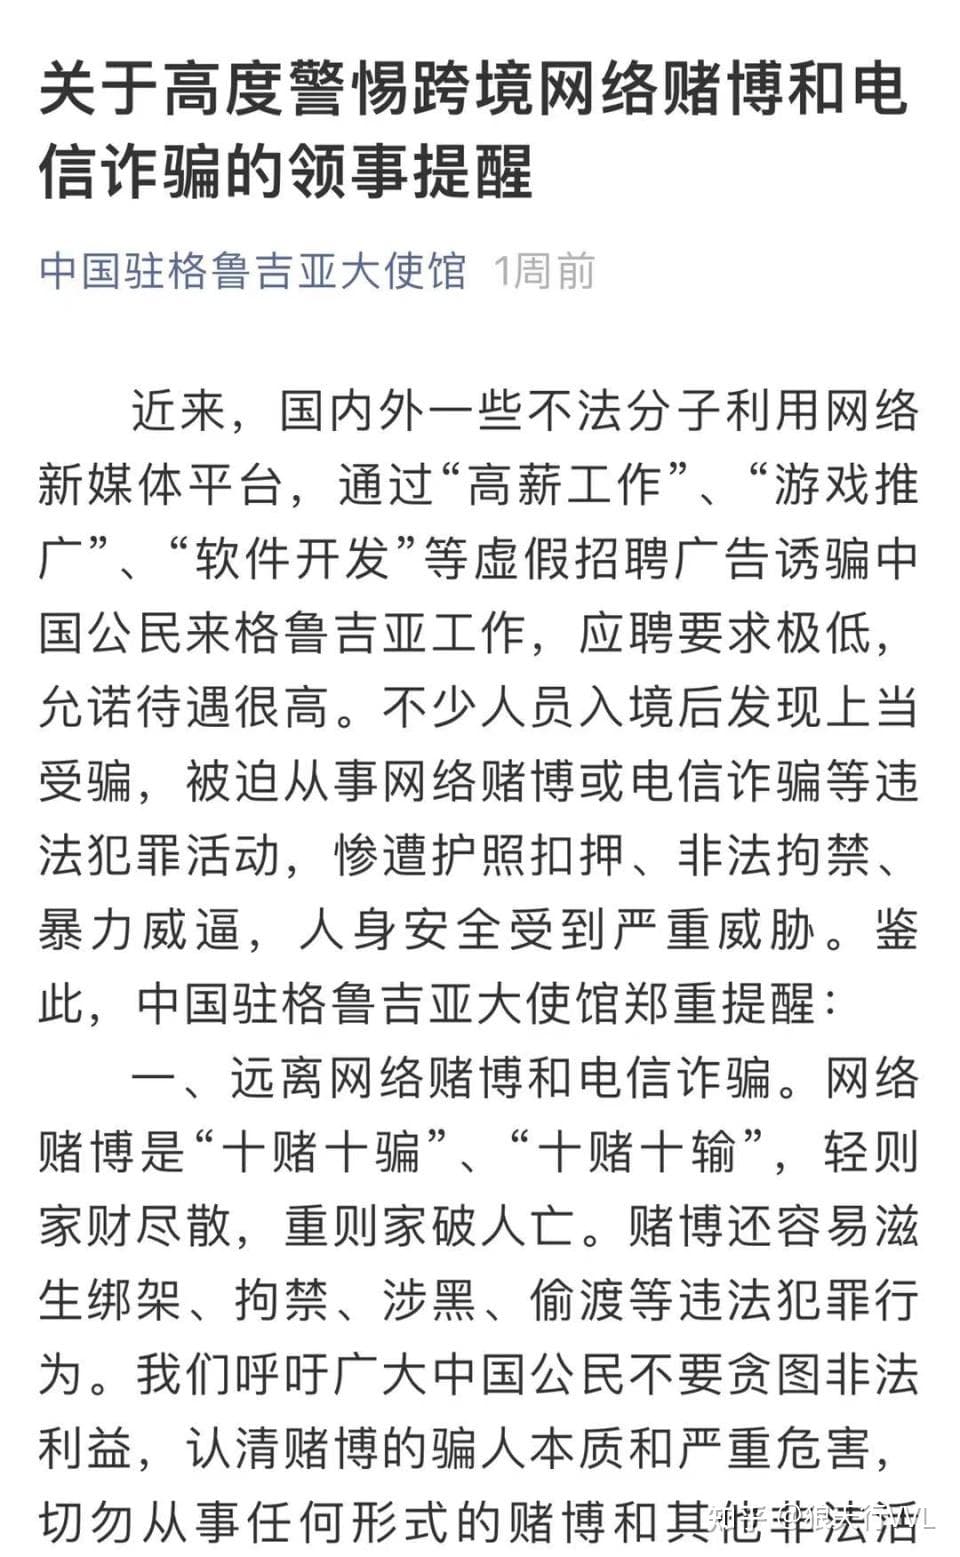 关于高度警惕跨境网络赌博和电
信诈骗的领事提醒
中国驻格鲁吉亚大使馆 1周前
近来，国内外一些不法分子利用网络
新媒体平台，通过“高薪工作”、“游戏推
广”、“软件开发”等虚假招聘广告诱骗中
国公民来格鲁吉亚工作，应聘要求极低，
允诺待遇很高。不少人员入境后发现上当
受骗，被迫从事网络赌博或电信诈骗等违
法犯罪活动，惨遭护照扣押、非法拘禁、
暴力威逼，人身安全受到严重威胁。鉴
此，中国驻格鲁吉亚大使馆郑重提醒：
一、远离网络赌博和电信诈骗。网络
赌博是“十赌十骗”、“十赌十输”，轻则
家财尽散，重则家破人亡。赌博还容易滋
生绑架、拘禁、涉黑、偷渡等违法犯罪行
为。我们呼吁广大中国公民不要贪图非法
利益，认清赌博的骗人本质和严重危害，
切勿从事任何形式的赌博和其他非法活
知乎